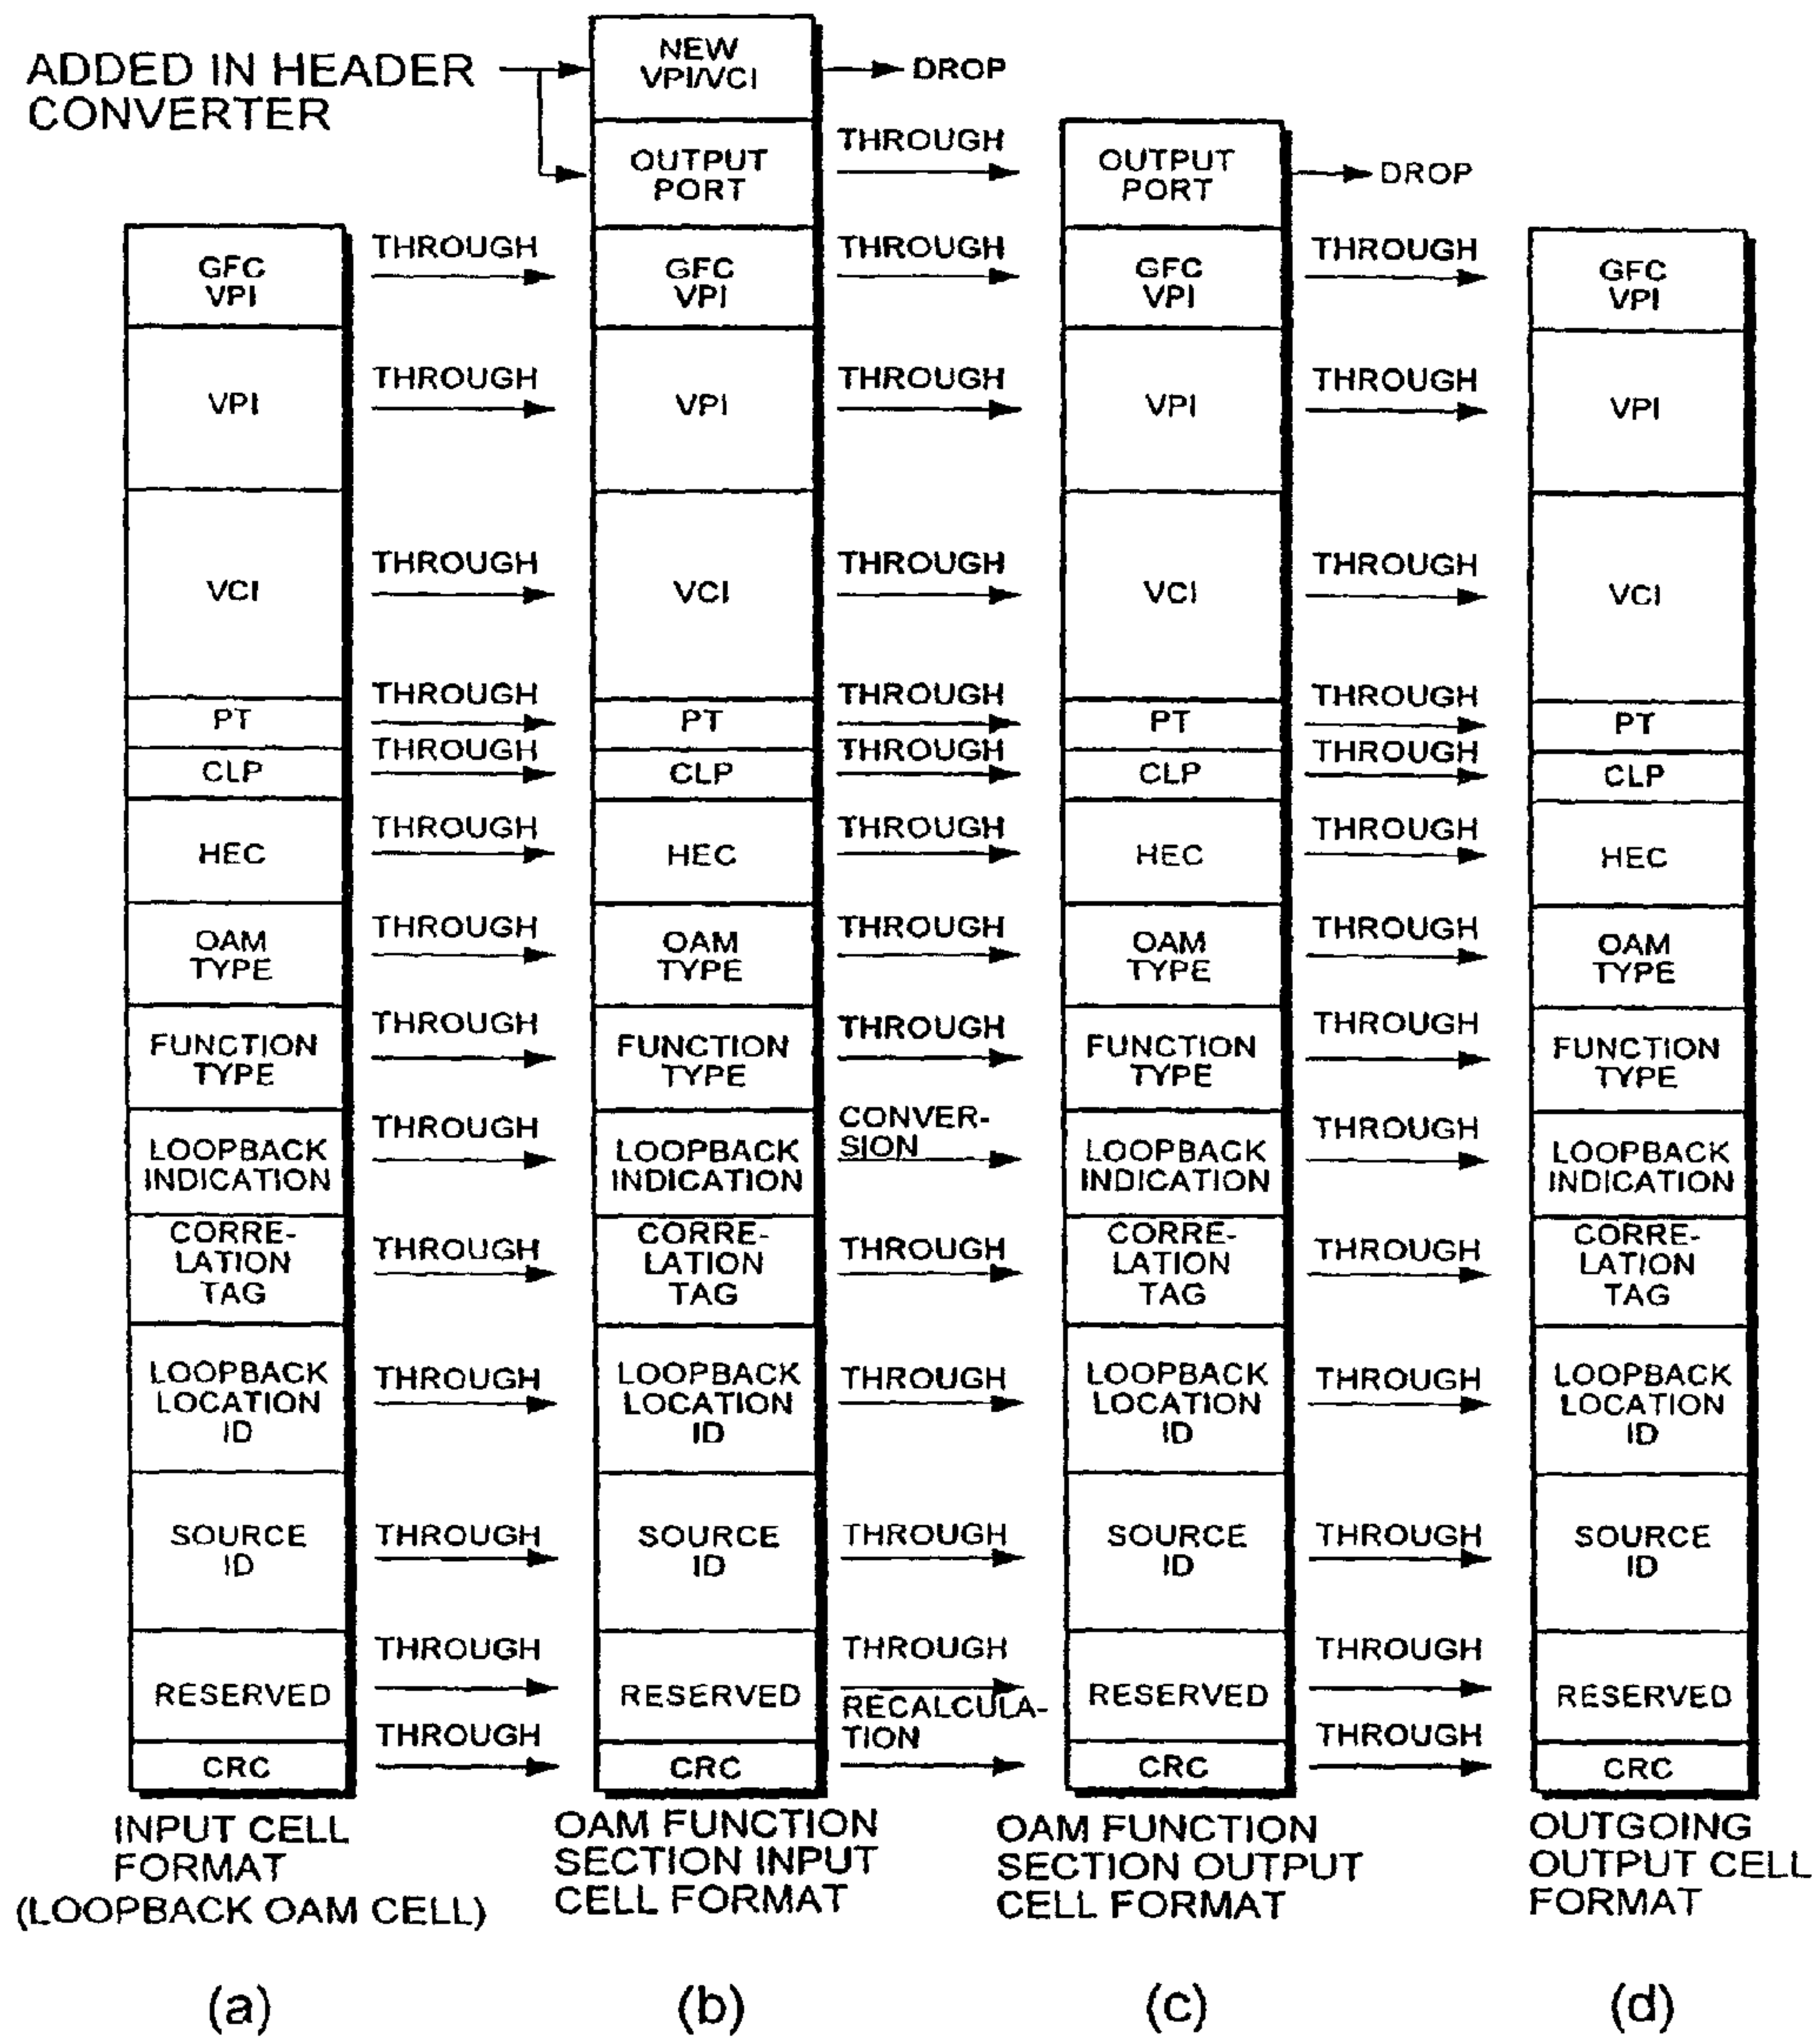 ADDED IN HEADER
CONVERTER
NEW
VPI/VCI
DROP
OUTPUT
PORT
THROUGH
OUTPUT
PORT
DROP
GFC
VPI
THROUGH
GFC
VPI
THROUGH
GFC
VPI
THROUGH
GFC
VPI
VPI
THROUGH
VPI
THROUGH
VPI
THROUGH
VPI
VCI
THROUGH
VCI
THROUGH
VCI
THROUGH
VCI
PT
THROUGH
PT
THROUGH
PT
THROUGH
PT
CLP
THROUGH
CLP
THROUGH
CLP
THROUGH
CLP
HEC
THROUGH
HEC
THROUGH
HEC
THROUGH
HEC
OAM
TYPE
THROUGH
OAM
TYPE
THROUGH
OAM
TYPE
THROUGH
OAM
TYPE
FUNCTION
TYPE
THROUGH
FUNCTION
TYPE
THROUGH
FUNCTION
TYPE
THROUGH
FUNCTION
TYPE
LOOPBACK
INDICATION
THROUGH
LOOPBACK
INDICATION
CONVER-
SION
LOOPBACK
INDICATION
THROUGH
LOOPBACK
INDICATION
CORRE-
LATION
TAG
THROUGH
CORRE-
LATION
TAG
THROUGH
CORRE-
LATION
TAG
THROUGH
CORRE-
LATION
TAG
LOOPBACK
LOCATION
ID
THROUGH
LOOPBACK
LOCATION
ID
THROUGH
LOOPBACK
LOCATION
ID
THROUGH
LOOPBACK
LOCATION
ID
SOURCE
ID
THROUGH
SOURCE
ID
THROUGH
SOURCE
ID
THROUGH
SOURCE
ID
RESERVED
THROUGH
RESERVED
THROUGH
RESERVED
THROUGH
RESERVED
CRC
THROUGH
CRC
RECALCULA-
TION
CRC
THROUGH
CRC
INPUT CELL
FORMAT
(LOOPBACK OAM CELL)
OAM FUNCTION
SECTION INPUT
CELL FORMAT
OAM FUNCTION
SECTION OUTPUT
CELL FORMAT
OUTGOING
OUTPUT CELL
FORMAT
(a)
(b)
(c)
(d)